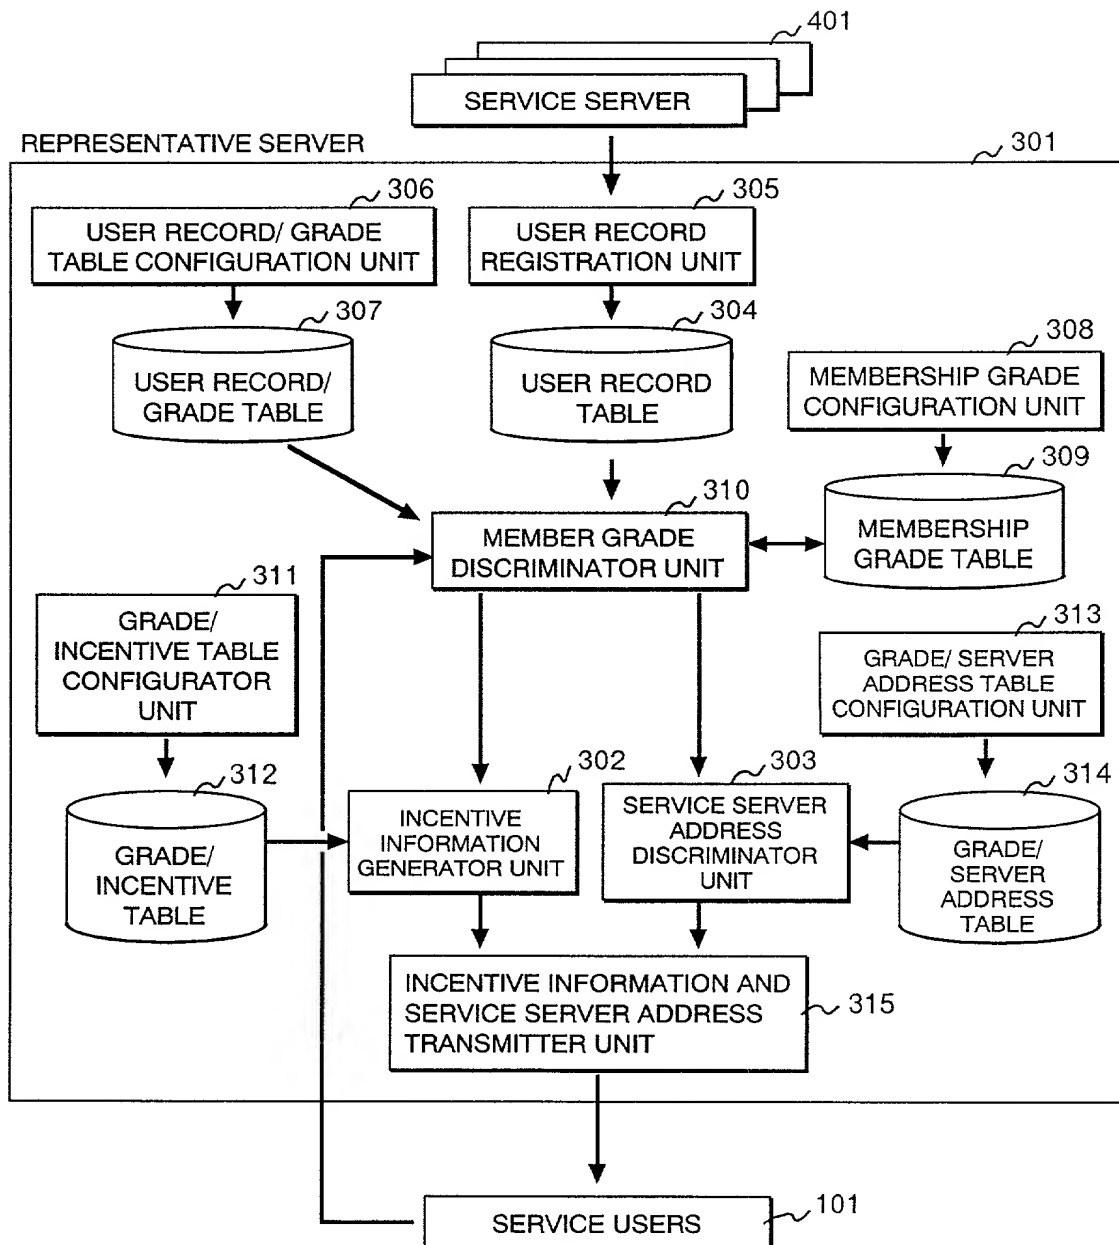 401
SERVICE SERVER
REPRESENTATIVE SERVER
301
306
USER RECORD/ GRADE
TABLE CONFIGURATION UNIT
305
USER RECORD
REGISTRATION UNIT
307
USER RECORD/
GRADE TABLE
304
USER RECORD
TABLE
308
MEMBERSHIP GRADE
CONFIGURATION UNIT
309
MEMBERSHIP
GRADE TABLE
310
MEMBER GRADE
DISCRIMINATOR UNIT
311
GRADE/
INCENTIVE TABLE
CONFIGURATOR
UNIT
313
GRADE/ SERVER
ADDRESS TABLE
CONFIGURATION UNIT
312
GRADE/
INCENTIVE
TABLE
302
INCENTIVE
INFORMATION
GENERATOR UNIT
303
SERVICE SERVER
ADDRESS
DISCRIMINATOR
UNIT
314
GRADE/
SERVER
ADDRESS
TABLE
INCENTIVE INFORMATION AND
SERVICE SERVER ADDRESS
TRANSMITTER UNIT
315
SERVICE USERS
101